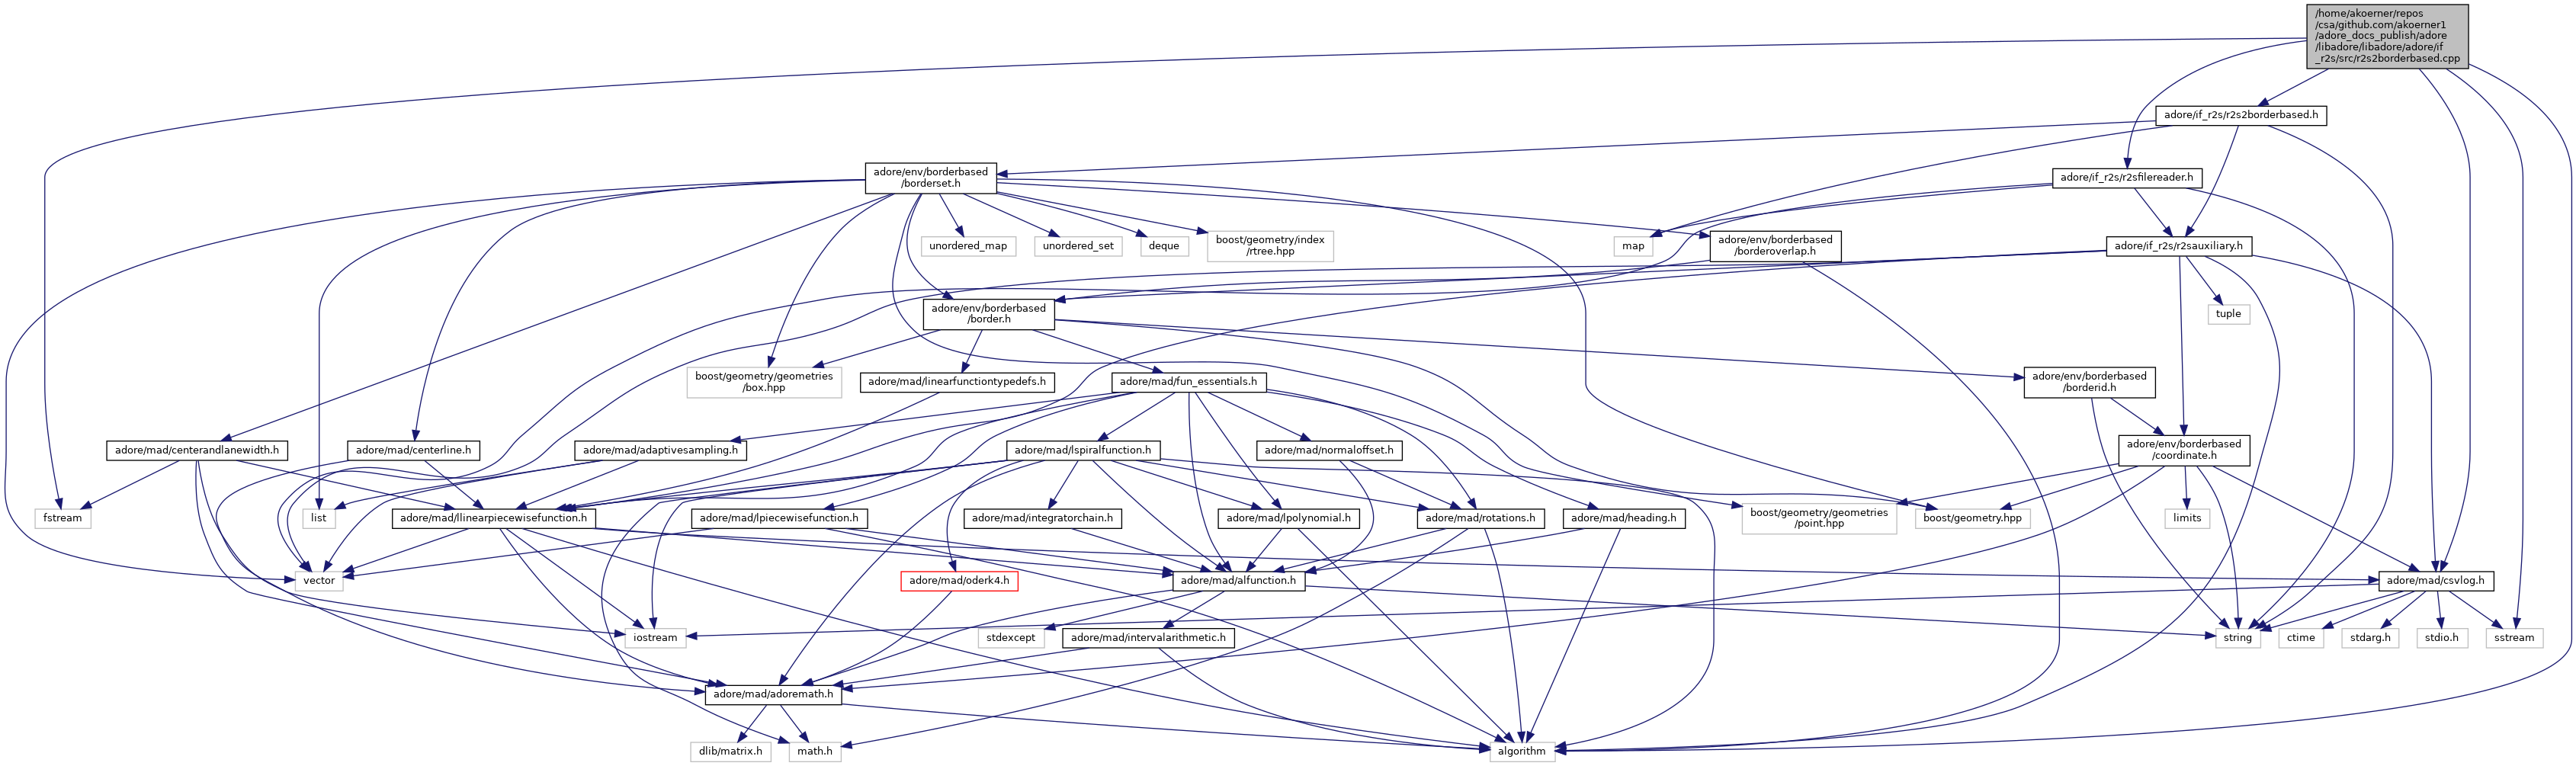 /home/akoerner/repos
/csa/github.com/akoerner1
/adore_docs_publish/adore
/libadore/libadore/adore/if
_r2s/src/r2s2borderbased.cpp
adore/if_r2s/r2s2borderbased.h
adore/env/borderbased
/borderset.h
adore/if_r2s/r2sfilereader.h
unordered_map
unordered_set
deque
boost/geometry/index
/rtree.hpp
map
adore/env/borderbased
/borderoverlap.h
adore/if_r2s/r2sauxiliary.h
adore/env/borderbased
/border.h
tuple
boost/geometry/geometries
/box.hpp
adore/mad/linearfunctiontypedefs.h
adore/mad/fun_essentials.h
adore/env/borderbased
/borderid.h
adore/mad/centerandlanewidth.h
adore/mad/centerline.h
adore/mad/adaptivesampling.h
adore/mad/lspiralfunction.h
adore/mad/normaloffset.h
adore/env/borderbased
/coordinate.h
fstream
list
adore/mad/llinearpiecewisefunction.h
adore/mad/lpiecewisefunction.h
adore/mad/integratorchain.h
adore/mad/lpolynomial.h
adore/mad/rotations.h
adore/mad/heading.h
boost/geometry/geometries
/point.hpp
boost/geometry.hpp
limits
vector
adore/mad/oderk4.h
adore/mad/alfunction.h
adore/mad/csvlog.h
iostream
stdexcept
adore/mad/intervalarithmetic.h
string
ctime
stdarg.h
stdio.h
sstream
adore/mad/adoremath.h
dlib/matrix.h
math.h
algorithm